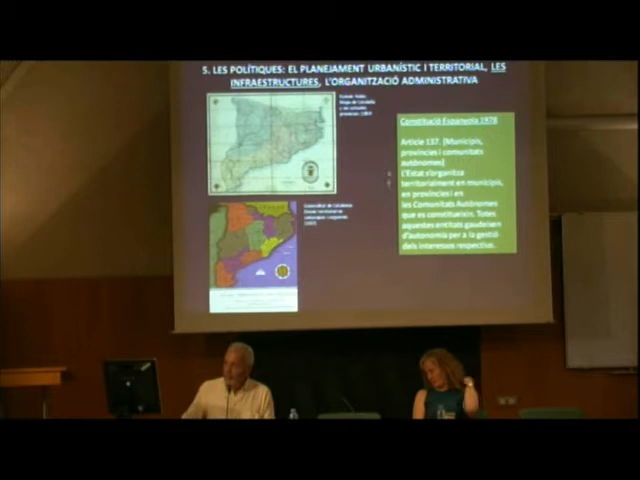 5. LES POLÍTIQUES: EL PLANEJAMENT URBANÍSTIC I TERRITORIAL, LES
INFRAESTRUCTURES, L'ORGANITZACIÓ ADMINISTRATIVA
Constitució Espanyola 1978
Article 137. [Municipis,
províncies i comunitats
autònomes]
L'Estat s'organitza
territorialment en municipis,
en províncies i en
les Comunitats Autònomes
que es constitueixin. Totes
aquestes entitats gaudeixen
d'autonomia per a la gestió
dels interessos respectius.